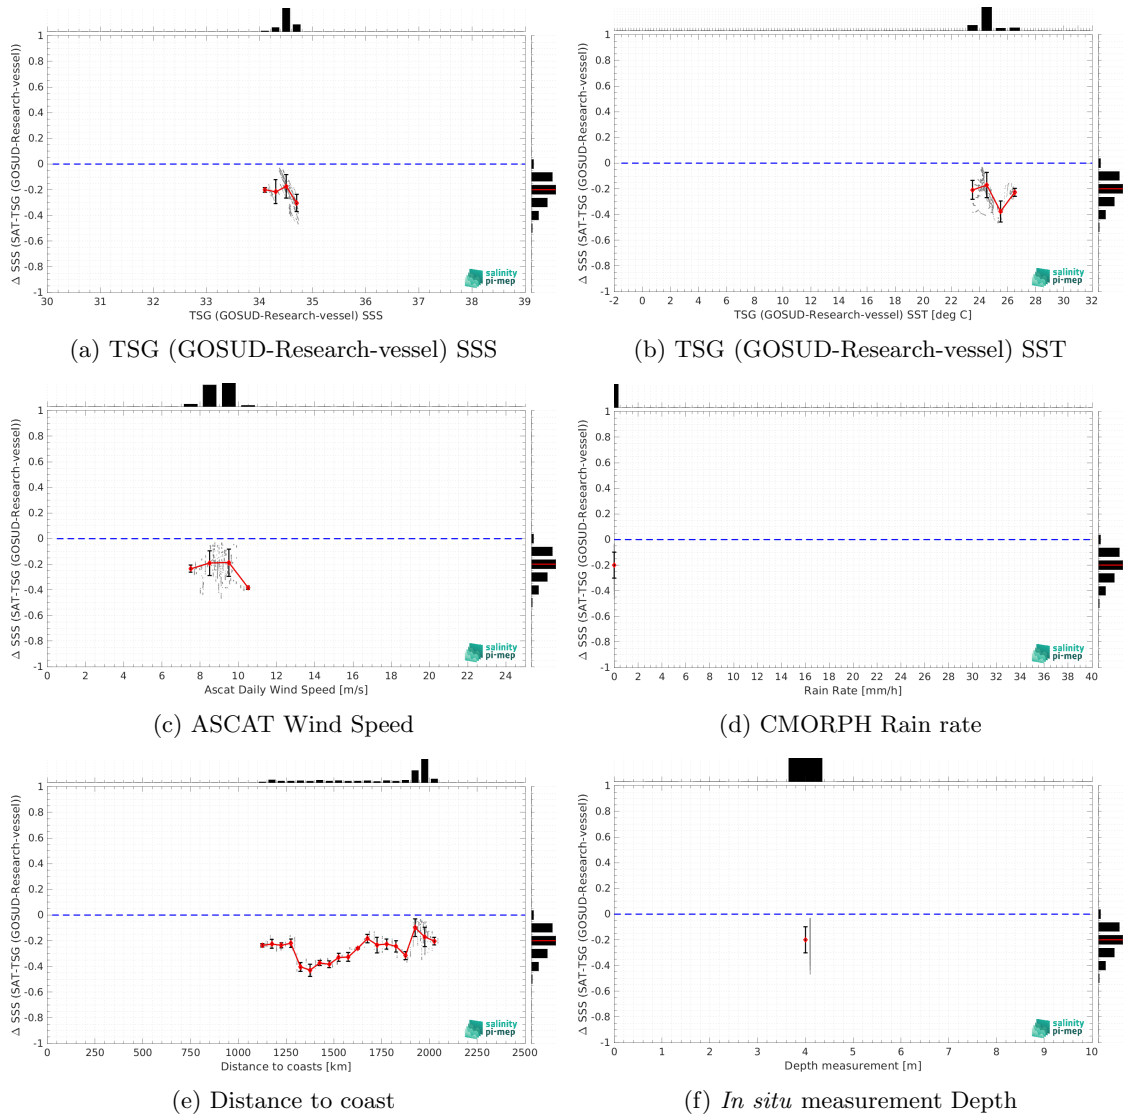 Δ SSS (SAT-TSG (GOSUD-Research-vessel))
1
0.8
0.6
0.4
0.2
0
-0.2
-0.4
-0.6
-0.8
-1
salinity
pi-mep
30 31 32 33 34 35 36 37 38 39
TSG (GOSUD-Research-vessel) SSS
(a) TSG (GOSUD-Research-vessel) SSS
Δ SSS (SAT-TSG (GOSUD-Research-vessel))
1
0.8
0.6
0.4
0.2
0
-0.2
-0.4
-0.6
-0.8
-1
salinity
pi-mep
-2 0 2 4 6 8 10 12 14 16 18 20 22 24 26 28 30 32
TSG (GOSUD-Research-vessel) SST [deg C]
(b) TSG (GOSUD-Research-vessel) SST
Δ SSS (SAT-TSG (GOSUD-Research-vessel))
1
0.8
0.6
0.4
0.2
0
-0.2
-0.4
-0.6
-0.8
-1
salinity
pi-mep
0 2 4 6 8 10 12 14 16 18 20 22 24
Ascat Daily Wind Speed [m/s]
(c) ASCAT Wind Speed
Δ SSS (SAT-TSG (GOSUD-Research-vessel))
1
0.8
0.6
0.4
0.2
0
-0.2
-0.4
-0.6
-0.8
-1
salinity
pi-mep
0 2 4 6 8 10 12 14 16 18 20 22 24 26 28 30 32 34 36 38 40
Rain Rate [mm/h]
(d) CMORPH Rain rate
Δ SSS (SAT-TSG (GOSUD-Research-vessel))
1
0.8
0.6
0.4
0.2
0
-0.2
-0.4
-0.6
-0.8
-1
salinity
pi-mep
0 250 500 750 1000 1250 1500 1750 2000 2250 2500
Distance to coasts [km]
(e) Distance to coast
Δ SSS (SAT-TSG (GOSUD-Research-vessel))
1
0.8
0.6
0.4
0.2
0
-0.2
-0.4
-0.6
-0.8
-1
salinity
pi-mep
0 1 2 3 4 5 6 7 8 9 10
Depth measurement [m]
(f) In situ measurement Depth